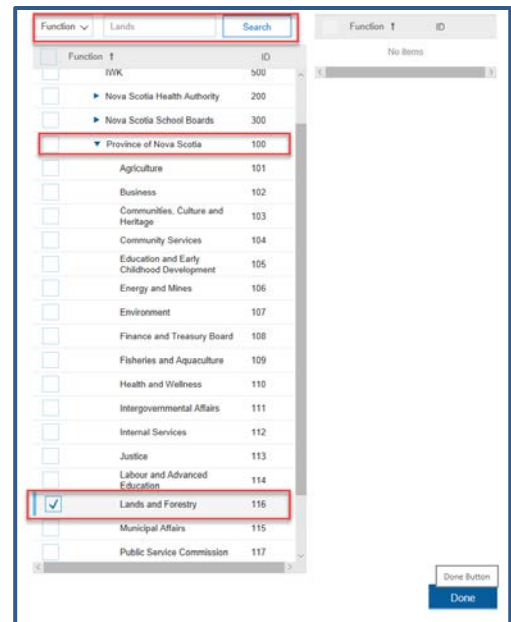 Function Lands Search
Function ↑ ID
IWK 500
Nova Scotia Health Authority 200
Nova Scotia School Boards 300
Province of Nova Scotia 100
Agriculture 101
Business 102
Communities, Culture and
Heritage 103
Community Services 104
Education and Early
Childhood Development 105
Energy and Mines 106
Environment 107
Finance and Treasury Board 108
Fisheries and Aquaculture 109
Health and Wellness 110
Intergovernmental Affairs 111
Internal Services 112
Justice 113
Labour and Advanced
Education 114
Lands and Forestry 116
Municipal Affairs 115
Public Service Commission 117
Function ↑ ID
No items
Done Button
Done